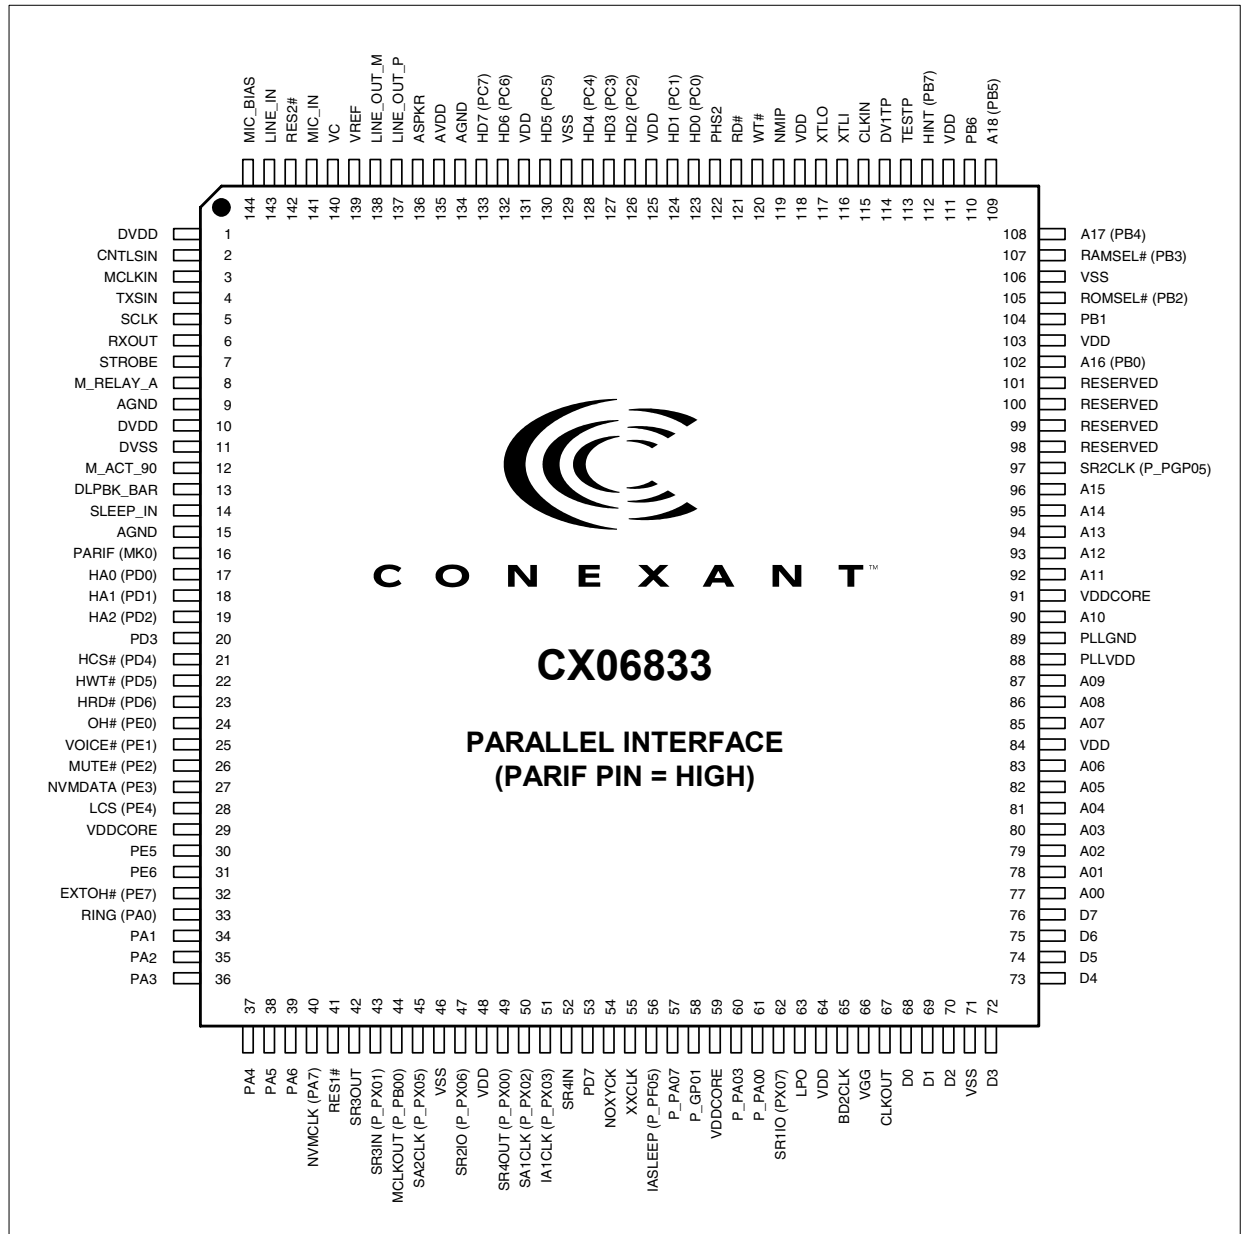 MIC_BIAS
LINE_IN
RES2#
MIC_IN
VC
VREF
LINE_OUT_M
LINE_OUT_P
ASPKR
AVDD
AGND
HD7 (PC7)
HD6 (PC6)
VDD
HD5 (PC5)
VSS
HD4 (PC4)
HD3 (PC3)
HD2 (PC2)
VDD
HD1 (PC1)
HD0 (PC0)
PHS2
RD#
WT#
NMIP
VDD
XTLO
XTLI
CLKIN
DV1TP
TESTP
HINT (PB7)
VDD
PB6
A18 (PB5)
144
143
142
141
140
139
138
137
136
135
134
133
132
131
130
129
128
127
126
125
124
123
122
121
120
119
118
117
116
115
114
113
112
111
110
109
DVDD 1
CNTLSIN 2
MCLKIN 3
TXSIN 4
SCLK 5
RXOUT 6
STROBE 7
M_RELAY_A 8
AGND 9
DVDD 10
DVSS 11
M_ACT_90 12
DLPBK_BAR 13
SLEEP_IN 14
AGND 15
PARIF (MK0) 16
HA0 (PD0) 17
HA1 (PD1) 18
HA2 (PD2) 19
PD3 20
HCS# (PD4) 21
HWT# (PD5) 22
HRD# (PD6) 23
OH# (PE0) 24
VOICE# (PE1) 25
MUTE# (PE2) 26
NVMDATA (PE3) 27
LCS (PE4) 28
VDDCORE 29
PE5 30
PE6 31
EXTOH# (PE7) 32
RING (PA0) 33
PA1 34
PA2 35
PA3 36
CONEXANT™
CX06833
PARALLEL INTERFACE
(PARIF PIN = HIGH)
108 A17 (PB4)
107 RAMSEL# (PB3)
106 VSS
105 ROMSEL# (PB2)
104 PB1
103 VDD
102 A16 (PB0)
101 RESERVED
100 RESERVED
99 RESERVED
98 RESERVED
97 SR2CLK (P_PGP05)
96 A15
95 A14
94 A13
93 A12
92 A11
91 VDDCORE
90 A10
89 PLLGND
88 PLLVDD
87 A09
86 A08
85 A07
84 VDD
83 A06
82 A05
81 A04
80 A03
79 A02
78 A01
77 A00
76 D7
75 D6
74 D5
73 D4
37
38
39
40
41
42
43
44
45
46
47
48
49
50
51
52
53
54
55
56
57
58
59
60
61
62
63
64
65
66
67
68
69
70
71
72
PA4
PA5
PA6
NVMCLK (PA7)
RES1#
SR3OUT
SR3IN (P_PX01)
MCLKOUT (P_PB00)
SA2CLK (P_PX05)
VSS
SR2IO (P_PX06)
VDD
SR4OUT (P_PX00)
SA1CLK (P_PX02)
IA1CLK (P_PX03)
SR4IN
PD7
NOXYCK
XXCLK
IASLEEP (P_PF05)
P_PA07
P_GP01
VDDCORE
P_PA03
P_PA00
SR1IO (PX07)
LPO
VDD
BD2CLK
VGG
CLKOUT
D0
D1
D2
VSS
D3